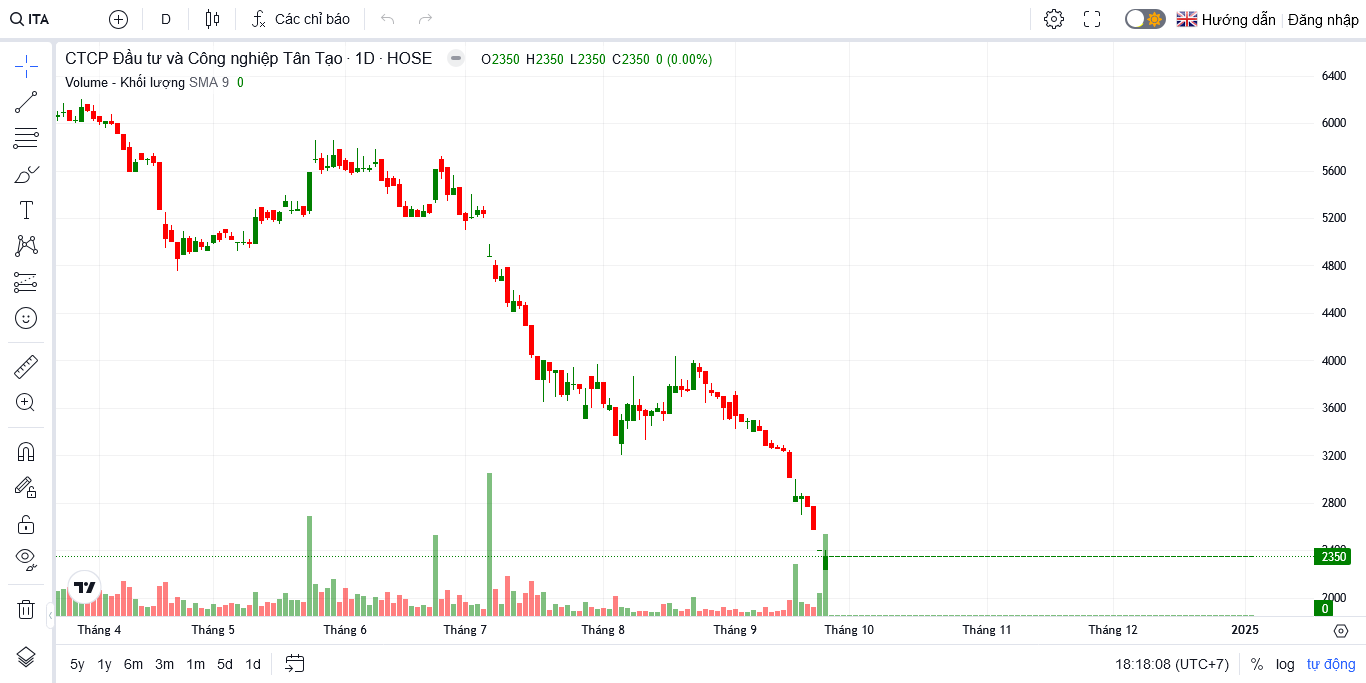 ITA D Các chỉ báo Hướng dẫn Đăng nhập
CTCP Đầu tư và Công nghiệp Tân Tạo · 1D · HOSE O2350 H2350 L2350 C2350 0 (0.00%)
Volume - Khối lượng SMA 9 0
6400
6000
5600
5200
4800
4400
4000
3600
3200
2800
2400
2350
2000
0
Tháng 4 Tháng 5 Tháng 6 Tháng 7 Tháng 8 Tháng 9 Tháng 10 Tháng 11 Tháng 12 2025
5y 1y 6m 3m 1m 5d 1d 18:18:08 (UTC+7) % log tự động